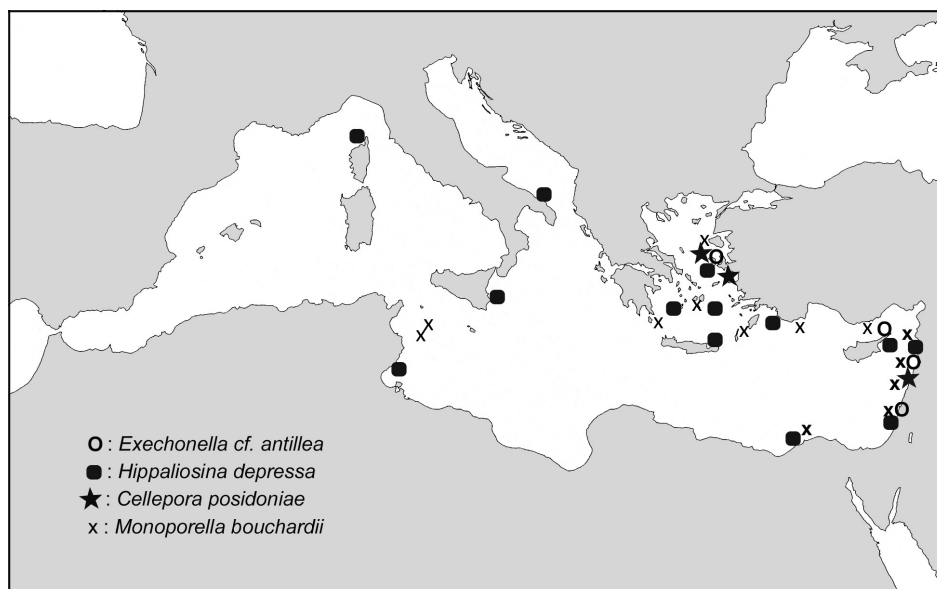 O : Exechonella cf. antillea
: Hippaliosina depressa
★ : Cellepora posidoniae
x : Monoporella bouchardii